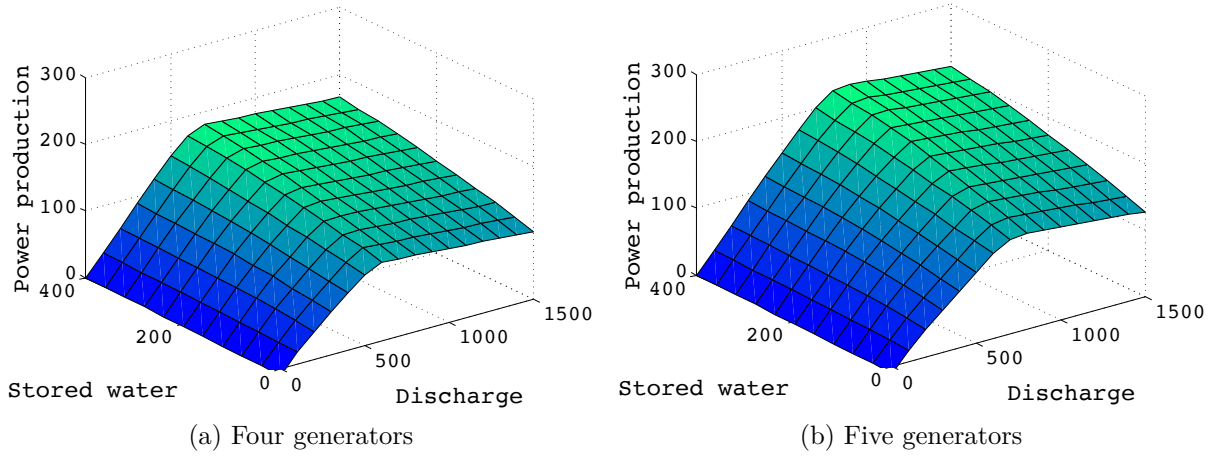 300
200
100
0
400
200
0
0
500
1000
1500
Power production
Stored water
Discharge
(a) Four generators
300
200
100
0
400
200
0
0
500
1000
1500
Power production
Stored water
Discharge
(b) Five generators